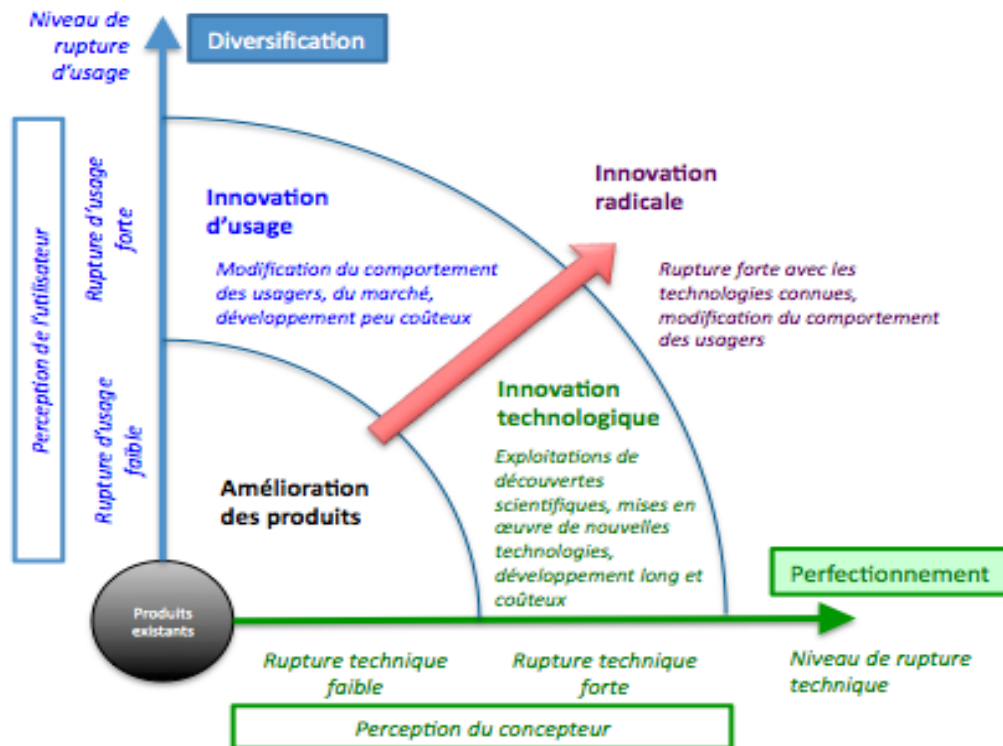 Niveau de
rupture
d'usage
Diversification
Perception de l'utilisateur
Rupture d'usage
forte
Rupture d'usage
faible
Innovation
d'usage
Modification du comportement
des usagers, du marché,
développement peu coûteux
Innovation
radicale
Rupture forte avec les
technologies connues,
modification du comportement
des usagers
Innovation
technologique
Exploitations de
découvertes
scientifiques, mises en
œuvre de nouvelles
technologies,
développement long et
coûteux
Amélioration
des produits
Produits
existants
Perfectionnement
Rupture technique
faible
Rupture technique
forte
Niveau de rupture
technique
Perception du concepteur